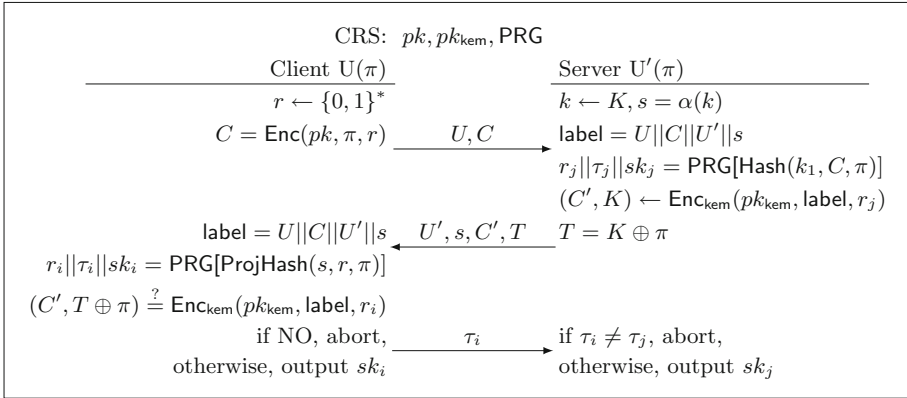 CRS: pk, pk_kem, PRG
Client U(π) Server U′(π)
r ← {0, 1}* k ← K, s = α(k)
C = Enc(pk, π, r) U, C label = U||C||U′||s
r_j||τ_j||sk_j = PRG[Hash(k_1, C, π)]
(C′, K) ← Enc_kem(pk_kem, label, r_j)
label = U||C||U′||s U′, s, C′, T T = K ⊕ π
r_i||τ_i||sk_i = PRG[ProjHash(s, r, π)]
(C′, T ⊕ π) ≟ Enc_kem(pk_kem, label, r_i)
if NO, abort, τ_i if τ_i ≠ τ_j, abort,
otherwise, output sk_i otherwise, output sk_j